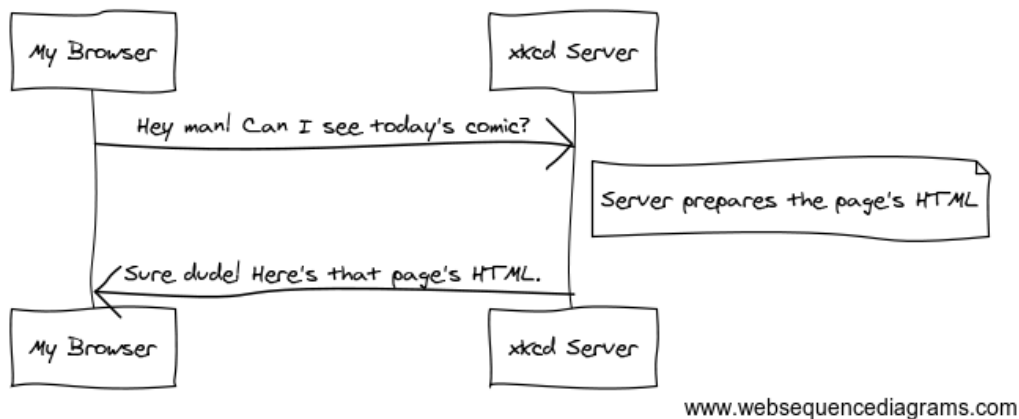 My Browser
xkcd Server
Hey man! Can I see today's comic?
Server prepares the page's HTML
Sure dude! Here's that page's HTML.
My Browser
xkcd Server
www.websequencediagrams.com